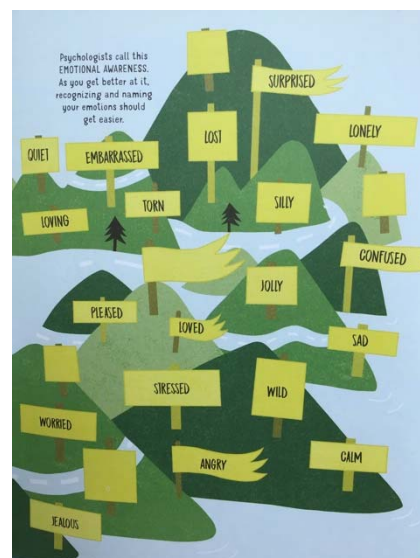 Psychologists call this
EMOTIONAL AWARENESS.
As you get better at it,
recognizing and naming
your emotions should
get easier.
SURPRISED
LOST
LONELY
QUIET
EMBARRASSED
LOVING
TORN
SILLY
CONFUSED
JOLLY
PLEASED
LOVED
SAD
STRESSED
WILD
WORRIED
ANGRY
CALM
JEALOUS